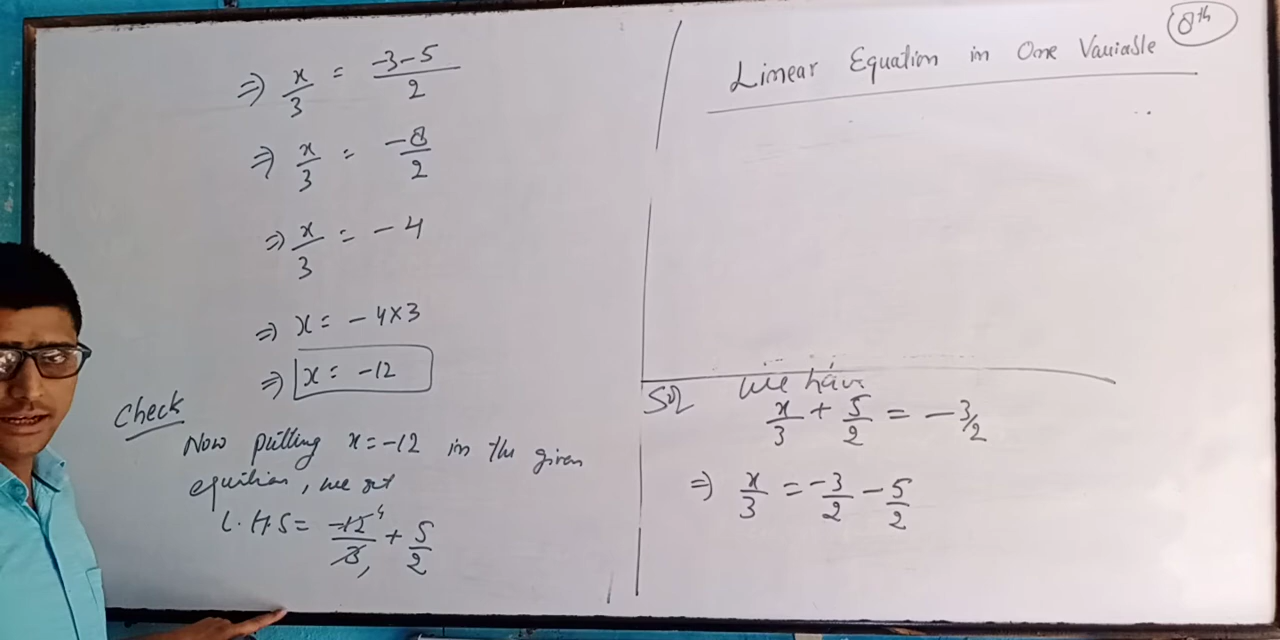 8th
Linear Equation in One Variable
Sol we have
x/3 + 5/2 = -3/2
⇒ x/3 = -3/2 - 5/2
⇒ x/3 = (-3-5)/2
⇒ x/3 = -8/2
⇒ x/3 = -4
⇒ x = -4×3
⇒ x = -12
Check
Now putting x = -12 in the given
equation, we get
L.H.S = -12/3 + 5/2